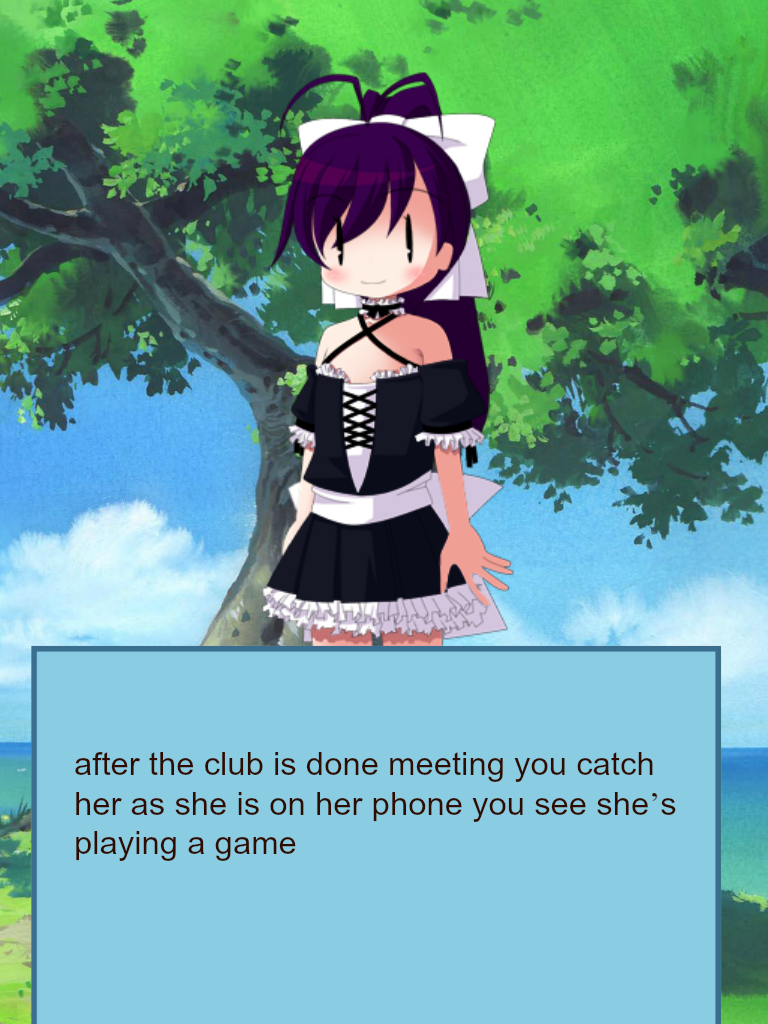 after the club is done meeting you catch
her as she is on her phone you see she’s
playing a game